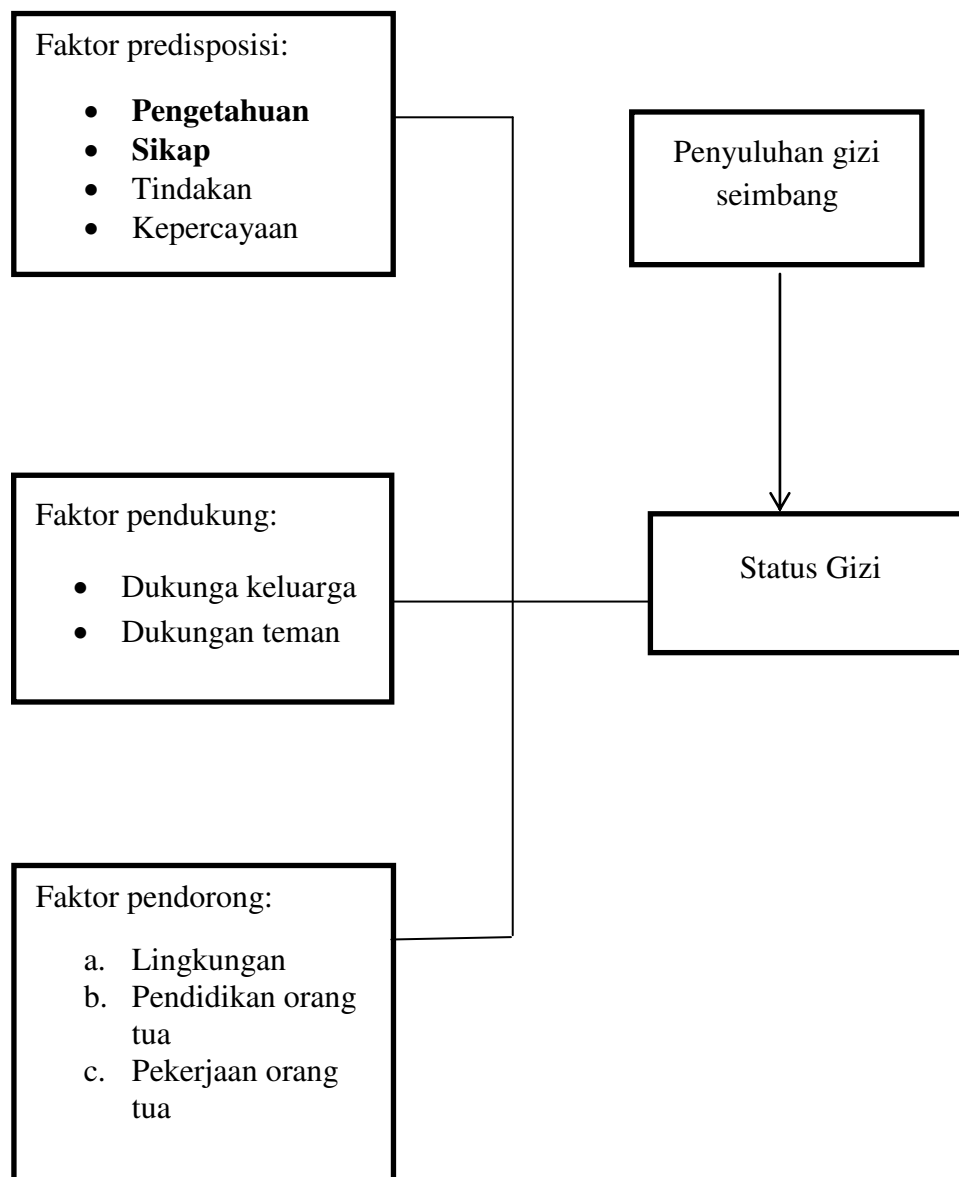 Faktor predisposisi:
• Pengetahuan
• Sikap
• Tindakan
• Kepercayaan
Penyuluhan gizi
seimbang
Faktor pendukung:
• Dukunga keluarga
• Dukungan teman
Status Gizi
Faktor pendorong:
a. Lingkungan
b. Pendidikan orang
tua
c. Pekerjaan orang
tua